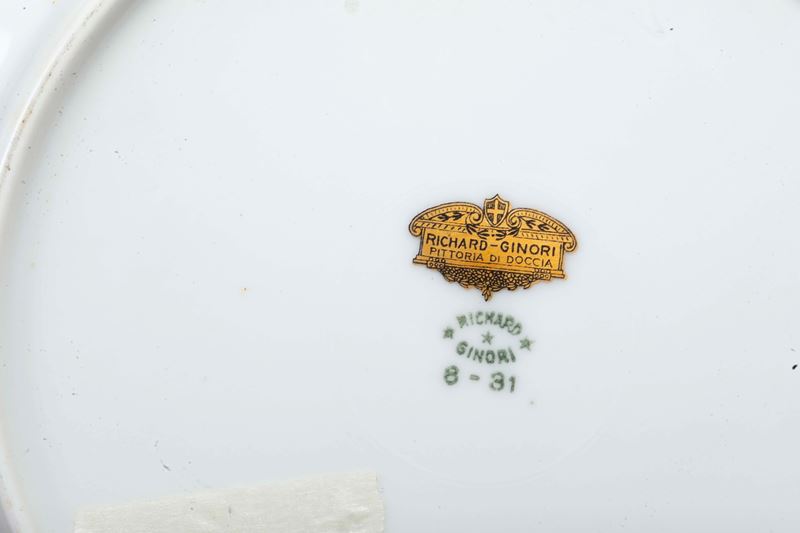 RICHARD-GINORI
PITTORIA DI DOCCIA
RICHARD
GINORI
8-31